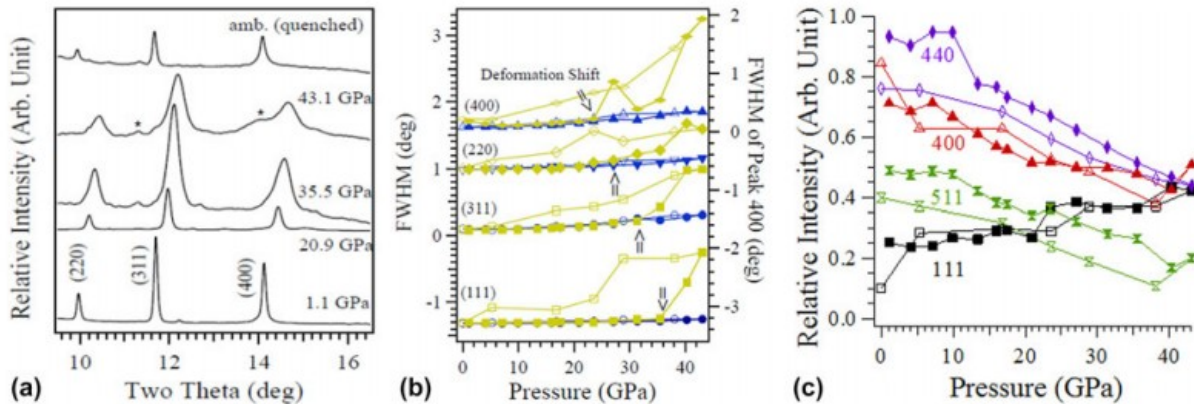 Relative Intensity (Arb. Unit)
amb. (quenched)
43.1 GPa
*
*
35.5 GPa
20.9 GPa
(220)
(311)
(400)
1.1 GPa
10 12 14 16
(a)
Two Theta (deg)
FWHM (deg)
3
2
1
0
-1
Deformation Shift
(400)
(220)
(311)
(111)
2
1
0
-1
-2
-3
FWHM of Peak 400 (deg)
0 10 20 30 40
(b)
Pressure (GPa)
Relative Intensity (Arb. Unit)
1.0
0.8
0.6
0.4
0.2
0.0
440
400
511
111
0 10 20 30 40
(c)
Pressure (GPa)